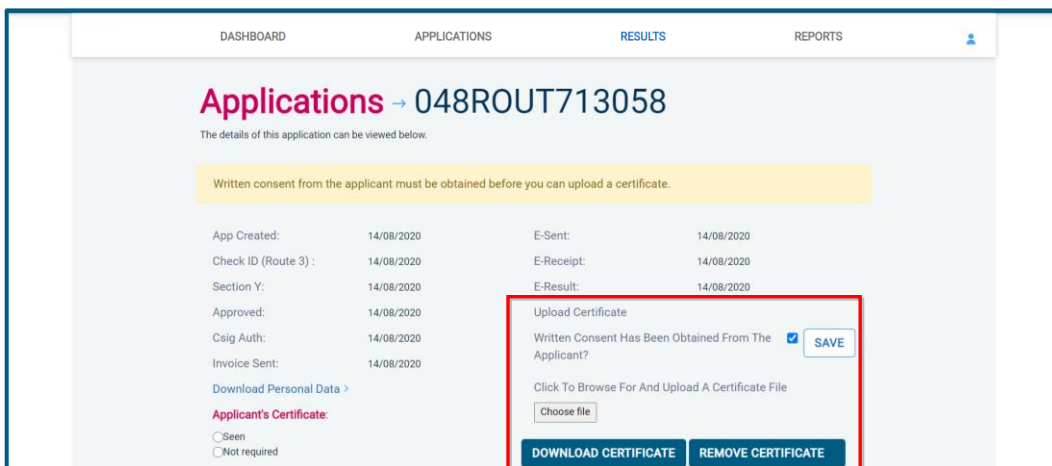 DASHBOARD APPLICATIONS RESULTS REPORTS
Applications → 048ROUT713058
The details of this application can be viewed below.
Written consent from the applicant must be obtained before you can upload a certificate.
App Created: 14/08/2020
Check ID (Route 3) : 14/08/2020
Section Y: 14/08/2020
Approved: 14/08/2020
Csig Auth: 14/08/2020
Invoice Sent: 14/08/2020
Download Personal Data >
Applicant's Certificate:
Seen
Not required
E-Sent: 14/08/2020
E-Receipt: 14/08/2020
E-Result: 14/08/2020
Upload Certificate
Written Consent Has Been Obtained From The
Applicant?
SAVE
Click To Browse For And Upload A Certificate File
Choose file
DOWNLOAD CERTIFICATE REMOVE CERTIFICATE